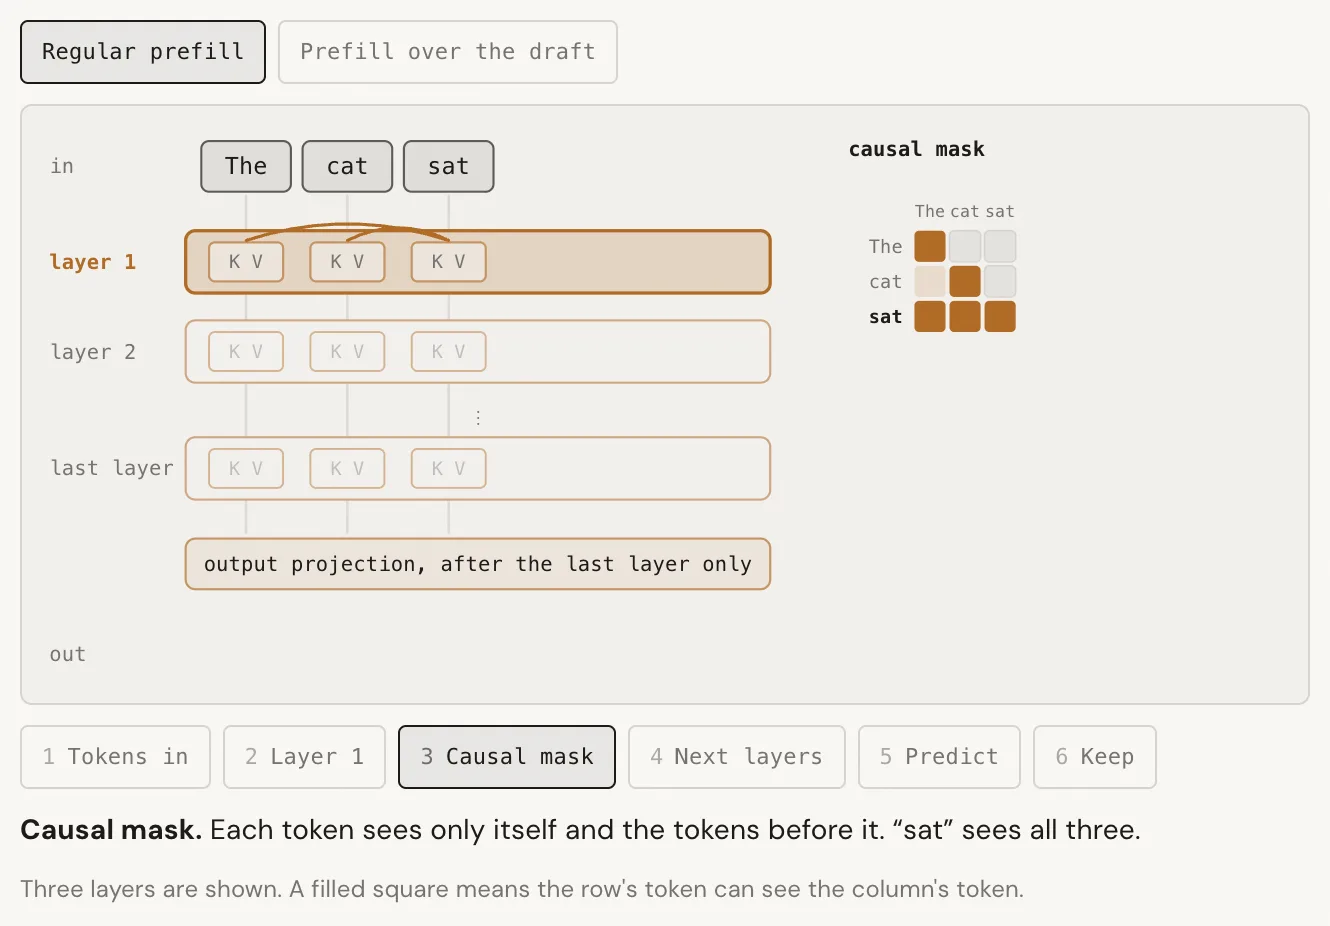 Regular prefill
Prefill over the draft
in
The cat sat
causal mask
The cat sat
The
cat
sat
layer 1
K V K V K V
layer 2
K V K V K V
⋮
last layer
K V K V K V
output projection, after the last layer only
out
1 Tokens in
2 Layer 1
3 Causal mask
4 Next layers
5 Predict
6 Keep
Causal mask. Each token sees only itself and the tokens before it. “sat” sees all three.
Three layers are shown. A filled square means the row's token can see the column's token.